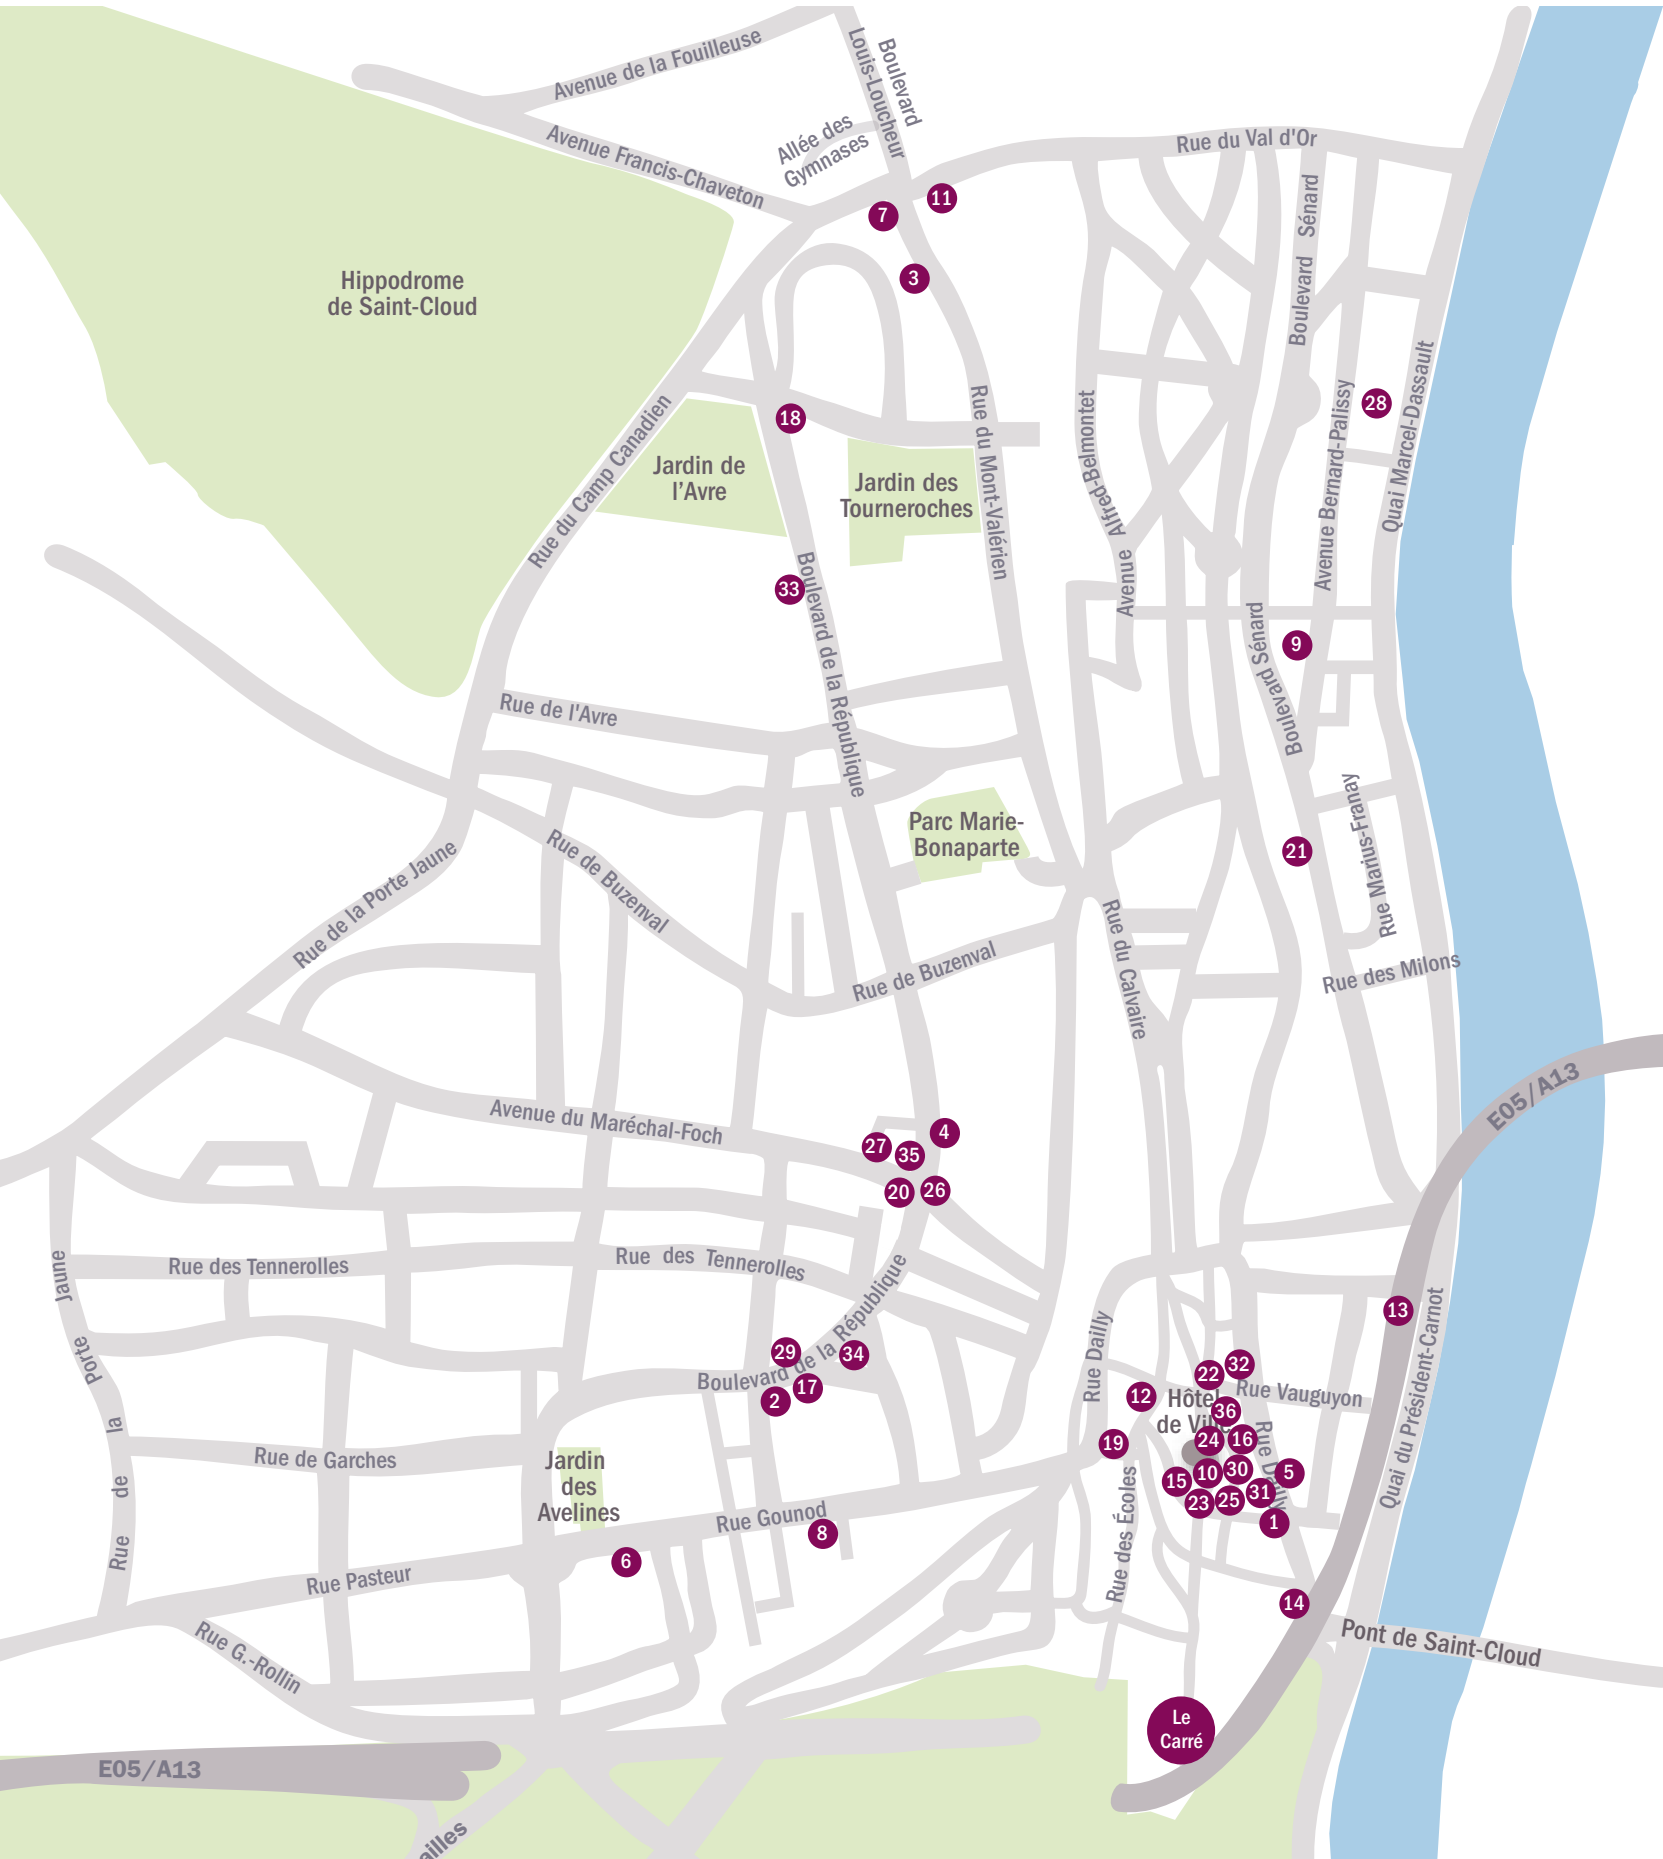 Avenue de la Fouilleuse
Boulevard
Louis-Loucheur
Allée des
Gymnases
Avenue Francis-Chaveton
Rue du Val d'Or
11
7
3
Boulevard Sénard
Hippodrome
de Saint-Cloud
28
18
Quai Marcel-Dassault
Avenue Bernard-Palissy
Rue du Mont-Valérien
Avenue Alfred-Belmontet
Rue du Camp Canadien
Jardin de
l'Avre
Jardin des
Tourneroches
33
Boulevard de la République
9
Boulevard Sénard
Rue de l'Avre
Rue Marius-Franay
Parc Marie-
Bonaparte
21
Rue de la Porte Jaune
Rue de Buzenval
Rue de Buzenval
Rue du Calvaire
Rue des Milons
E05/A13
Avenue du Maréchal-Foch
4
27
35
20
26
Rue des Tennerolles
Rue des Tennerolles
Rue de la Porte Jaune
Boulevard de la République
13
Quai du Président-Carnot
Rue Dailly
29
34
17
2
22
32
Rue Vauguyon
12
Hôtel
de Ville
36
24
16
Rue Dailly
19
15
10
30
5
23
25
31
1
Rue de Garches
Jardin
des
Avelines
Rue des Écoles
Rue Gounod
8
6
Rue Pasteur
14
Rue G.-Rollin
Pont de Saint-Cloud
Le
Carré
E05/A13
ailles